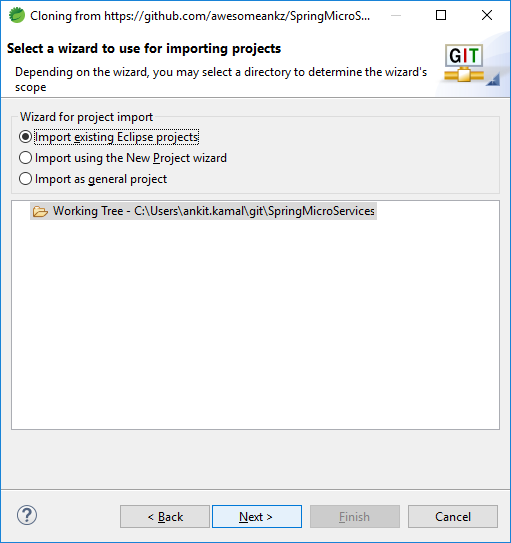 Cloning from https://github.com/awesomeankz/SpringMicroS...
Select a wizard to use for importing projects
Depending on the wizard, you may select a directory to determine the wizard's
scope
GIT
Wizard for project import
Import existing Eclipse projects
Import using the New Project wizard
Import as general project
Working Tree - C:\Users\ankit.kamal\git\SpringMicroServices
?
< Back
Next >
Finish
Cancel